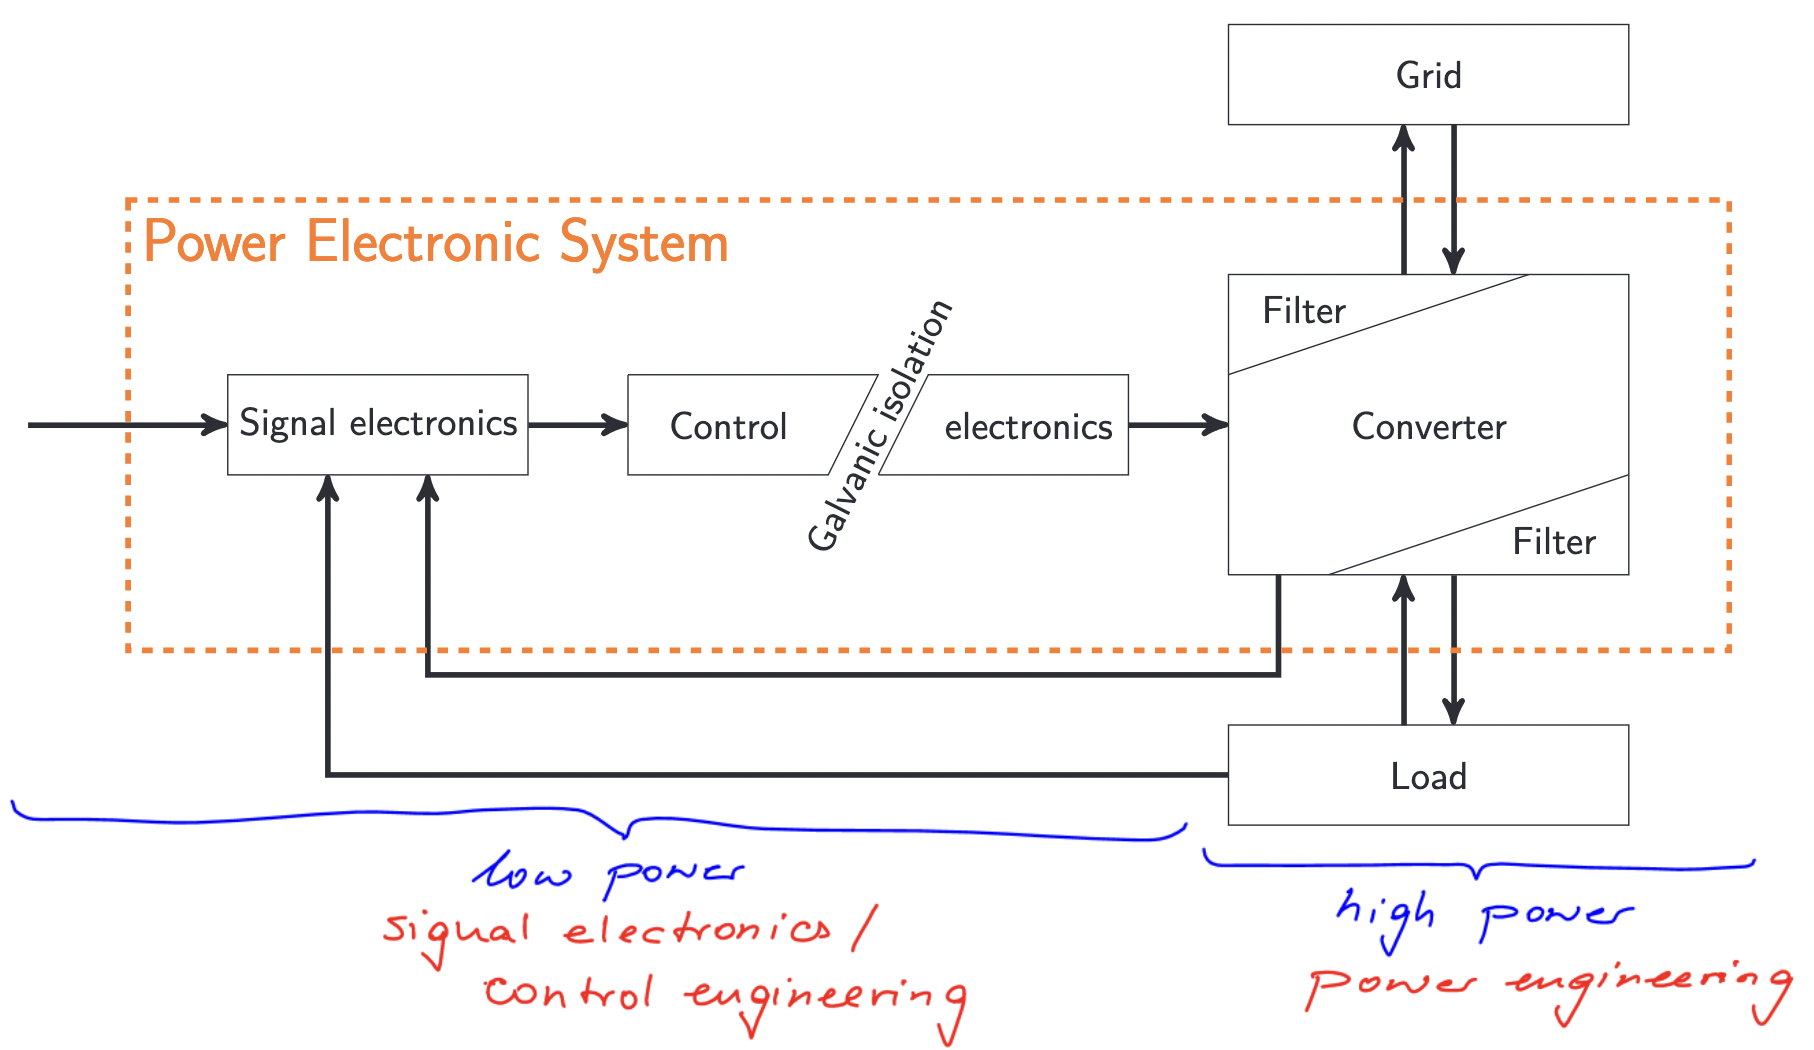 Grid
Power Electronic System
Filter
Signal electronics
Control
Galvanic isolation
electronics
Converter
Filter
Load
low power
signal electronics /
control engineering
high power
power engineering